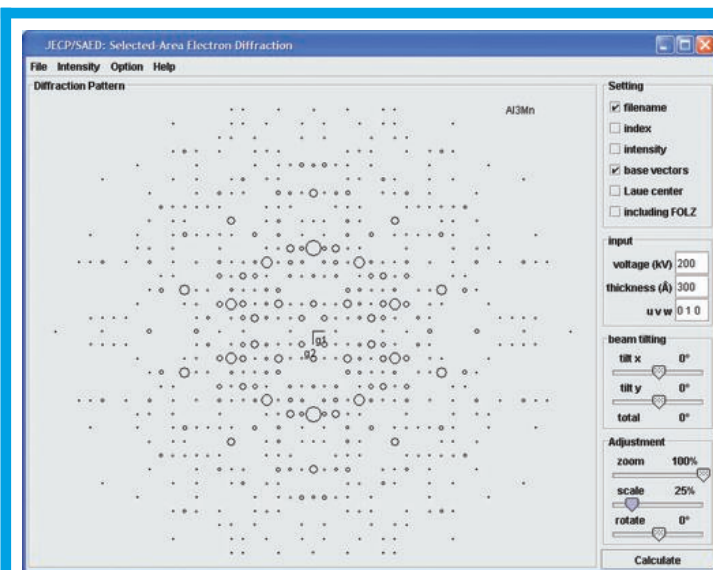 JECP/SAED: Selected-Area Electron Diffraction
File Intensity Option Help
Diffraction Pattern
Al3Mn
g1
g2
Setting
filename
index
intensity
base vectors
Laue center
including FOLZ
input
voltage (kV) 200
thickness (Å) 300
u v w 0 1 0
beam tilting
tilt x 0°
tilt y 0°
total 0°
Adjustment
zoom 100%
scale 25%
rotate 0°
Calculate